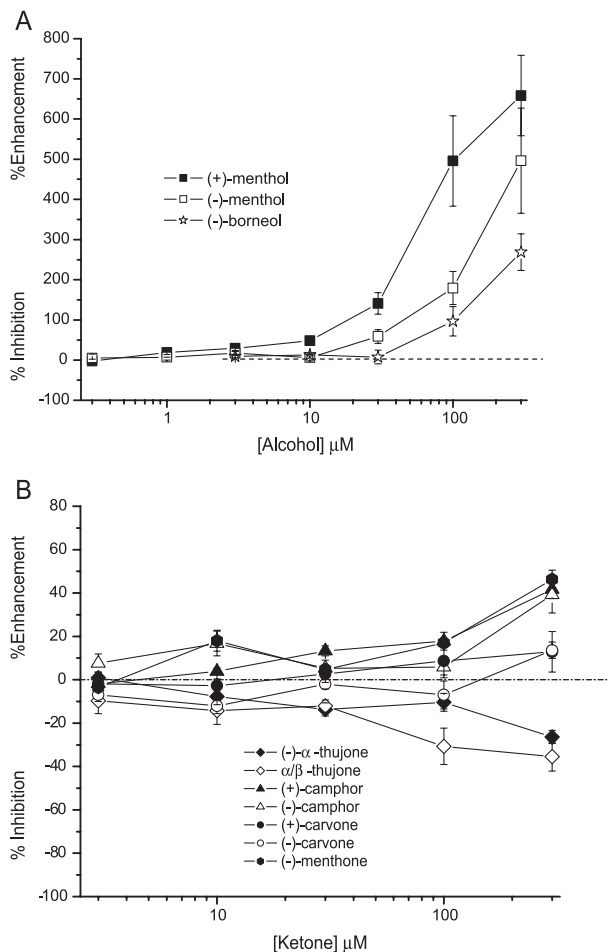 A
%Enhancement
% Inhibition
800
700
600
500
400
300
200
100
0
-100
(+)-menthol
(-)-menthol
(-)-borneol
1
10
100
[Alcohol] μM
B
%Enhancement
% Inhibition
80
60
40
20
0
-20
-40
-60
-80
-100
(-)-α-thujone
α/β -thujone
(+)-camphor
(-)-camphor
(+)-carvone
(-)-carvone
(-)-menthone
10
100
[Ketone] μM